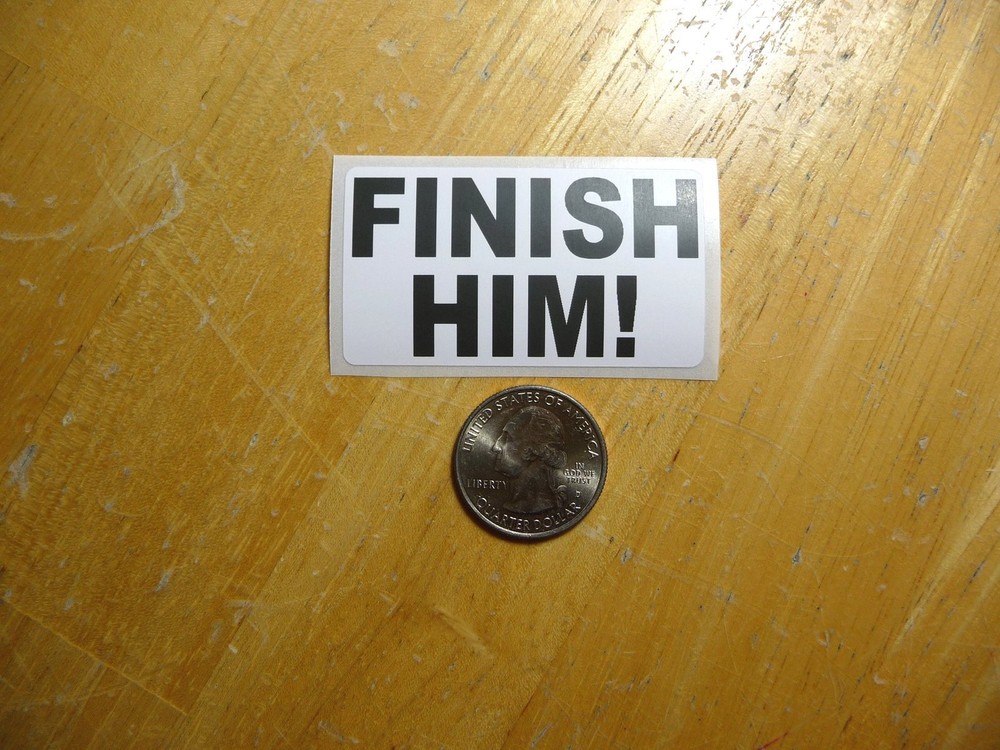 FINISH
HIM!
UNITED STATES OF AMERICA
LIBERTY
IN
GOD WE
TRUST
QUARTER DOLLAR